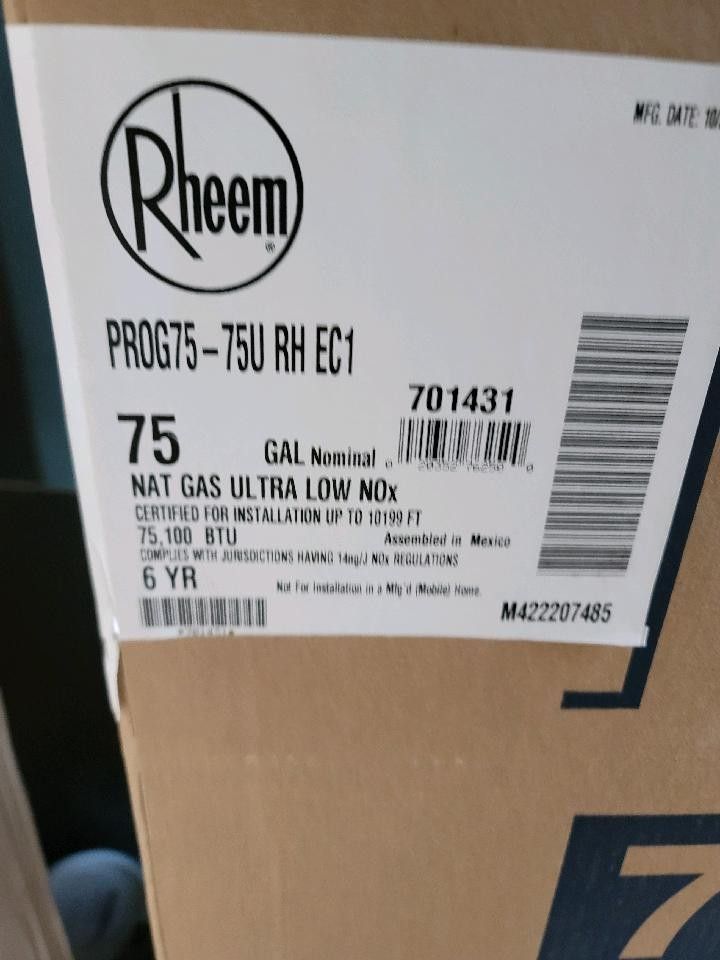 MFG. DATE: 10/
Rheem
®
PROG75-75U RH EC1
701431
75
GAL Nominal
NAT GAS ULTRA LOW NOx
CERTIFIED FOR INSTALLATION UP TO 10199 FT
75,100 BTU
Assembled in Mexico
COMPLIES WITH JURISDICTIONS HAVING 14ng/J NOx REGULATIONS
6 YR
Not For Installation in a Mfg'd (Mobile) Home.
M422207485
7